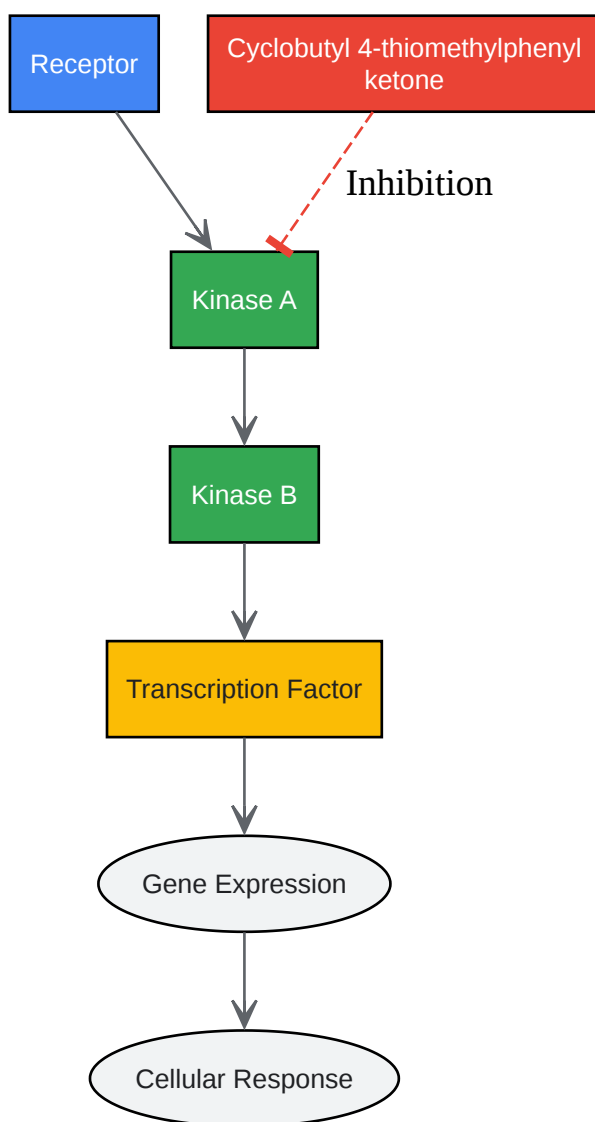 Receptor
Cyclobutyl 4-thiomethylphenyl
ketone
Inhibition
Kinase A
Kinase B
Transcription Factor
Gene Expression
Cellular Response